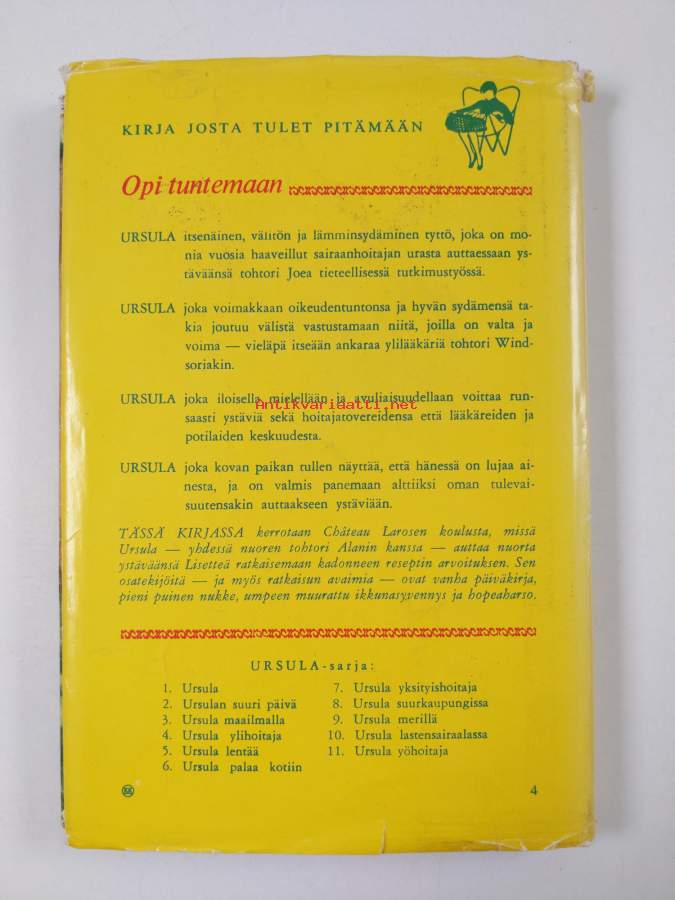 KIRJA JOSTA TULET PITÄMÄÄN
Opi tuntemaan
URSULA itsenäinen, välitön ja lämminsydäminen tyttö, joka on mo-
nia vuosia haaveillut sairaanhoitajan urasta auttaessaan ys-
täväänsä tohtori Joea tieteellisessä tutkimustyössä.
URSULA joka voimakkaan oikeudentuntonsa ja hyvän sydämensä ta-
kia joutuu välistä vastustamaan niitä, joilla on valta ja
voima — vieläpä itseään ankaraa ylilääkäriä tohtori Wind-
soriakin.
URSULA joka iloisella mielellään ja avuliaisuudellaan voittaa run-
Antikvariaatti.net
saasti ystäviä sekä hoitajatovereidensa että lääkäreiden ja
potilaiden keskuudesta.
URSULA joka kovan paikan tullen näyttää, että hänessä on lujaa ai-
nesta, ja on valmis panemaan alttiiksi oman tulevai-
suutensakin auttaakseen ystäviään.
TÄSSÄ KIRJASSA kerrotaan Château Larosen koulusta, missä
Ursula — yhdessä nuoren tohtori Alanin kanssa — auttaa nuorta
ystäväänsä Lisetteä ratkaisemaan kadonneen reseptin arvoituksen. Sen
osatekijöitä — ja myös ratkaisun avaimia — ovat vanha päiväkirja,
pieni puinen nukke, umpeen muurattu ikkunasyvennys ja hopeaharso.
URSULA-sarja:
1. Ursula
2. Ursulan suuri päivä
3. Ursula maailmalla
4. Ursula ylihoitaja
5. Ursula lentää
6. Ursula palaa kotiin
7. Ursula yksityishoitaja
8. Ursula suurkaupungissa
9. Ursula merillä
10. Ursula lastensairaalassa
11. Ursula yöhoitaja
4